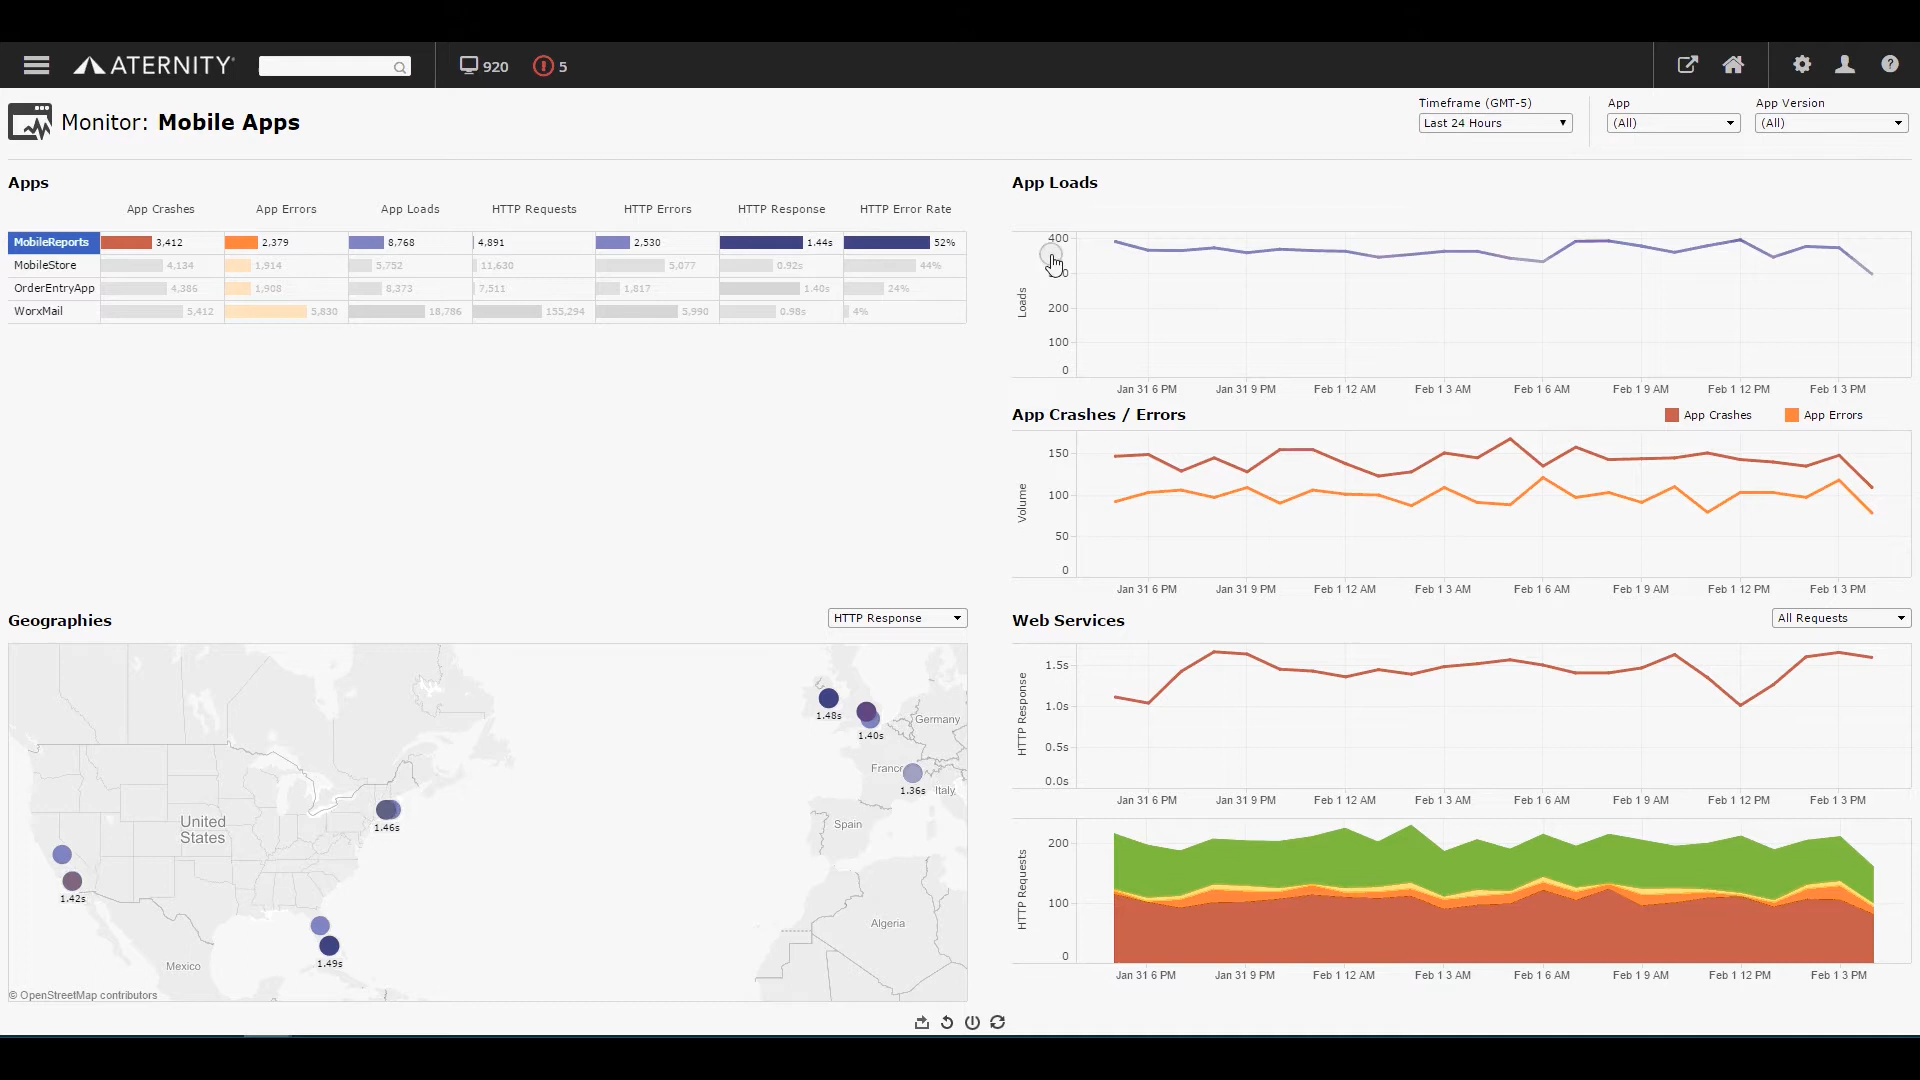 ATERNITY
920
5
Monitor: Mobile Apps
Timeframe (GMT-5)
Last 24 Hours
App
(All)
App Version
(All)
Apps
App Crashes App Errors App Loads HTTP Requests HTTP Errors HTTP Response HTTP Error Rate
MobileReports 3,412 2,379 8,768 4,891 2,530 1.44s 52%
MobileStore 4,134 1,914 5,752 11,630 5,077 0.92s 44%
OrderEntryApp 4,386 1,908 8,373 7,511 1,817 1.40s 24%
WorxMail 5,412 5,830 18,786 155,294 5,990 0.98s 4%
App Loads
Loads
400
200
100
0
Jan 31 6 PM Jan 31 9 PM Feb 1 12 AM Feb 1 3 AM Feb 1 6 AM Feb 1 9 AM Feb 1 12 PM Feb 1 3 PM
App Crashes / Errors
App Crashes App Errors
Volume
150
100
50
0
Jan 31 6 PM Jan 31 9 PM Feb 1 12 AM Feb 1 3 AM Feb 1 6 AM Feb 1 9 AM Feb 1 12 PM Feb 1 3 PM
Geographies
HTTP Response
1.48s
Germany
1.40s
France
1.36s
Italy
1.46s
United
States
Spain
1.42s
Algeria
1.49s
Mexico
© OpenStreetMap contributors
Web Services
All Requests
HTTP Response
1.5s
1.0s
0.5s
0.0s
Jan 31 6 PM Jan 31 9 PM Feb 1 12 AM Feb 1 3 AM Feb 1 6 AM Feb 1 9 AM Feb 1 12 PM Feb 1 3 PM
HTTP Requests
200
100
0
Jan 31 6 PM Jan 31 9 PM Feb 1 12 AM Feb 1 3 AM Feb 1 6 AM Feb 1 9 AM Feb 1 12 PM Feb 1 3 PM